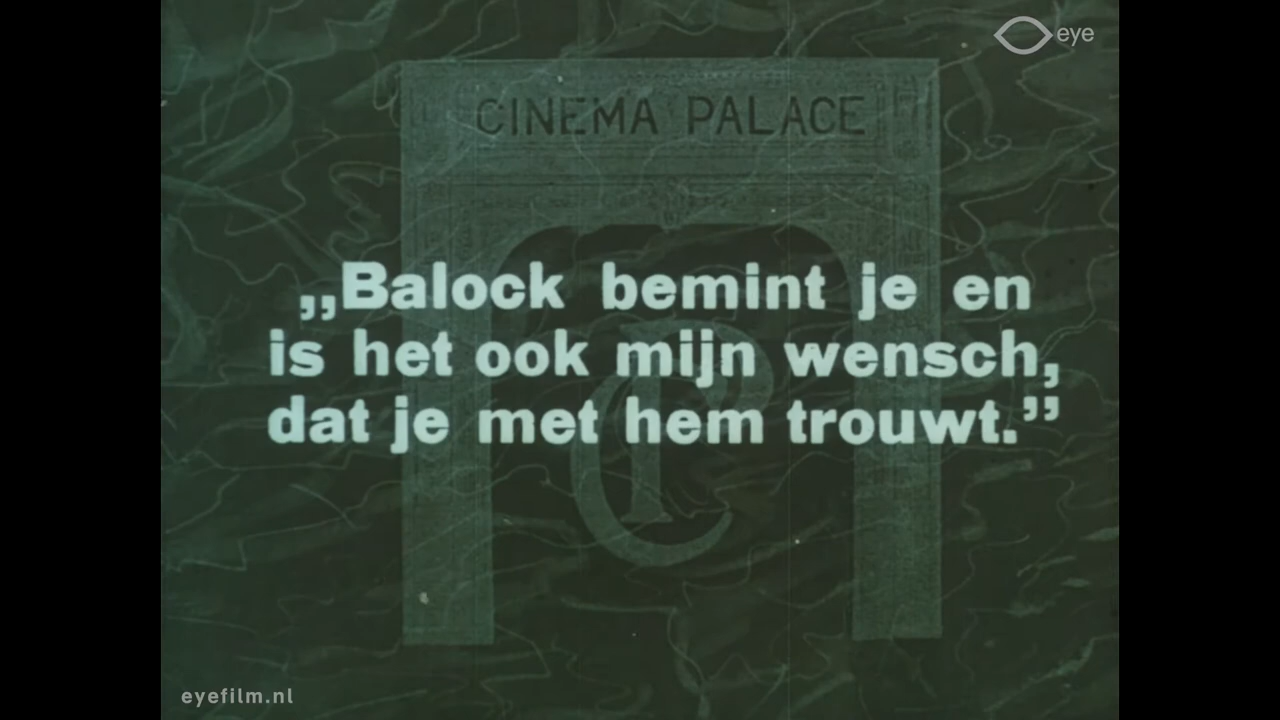 eye
CINEMA PALACE
„Balock bemint je en
is het ook mijn wensch,
dat je met hem trouwt.”
CP
eyefilm.nl